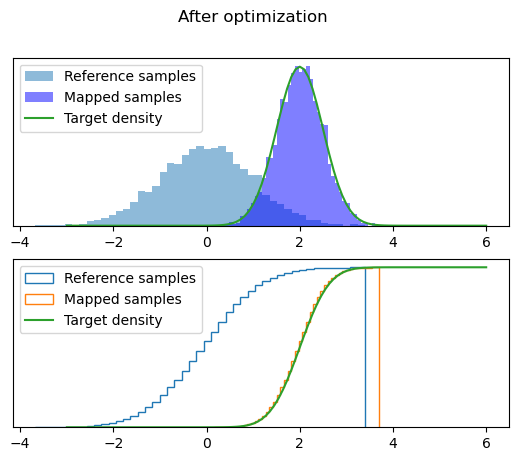 After optimization
Reference samples
Mapped samples
Target density
−4 −2 0 2 4 6
Reference samples
Mapped samples
Target density
−4 −2 0 2 4 6